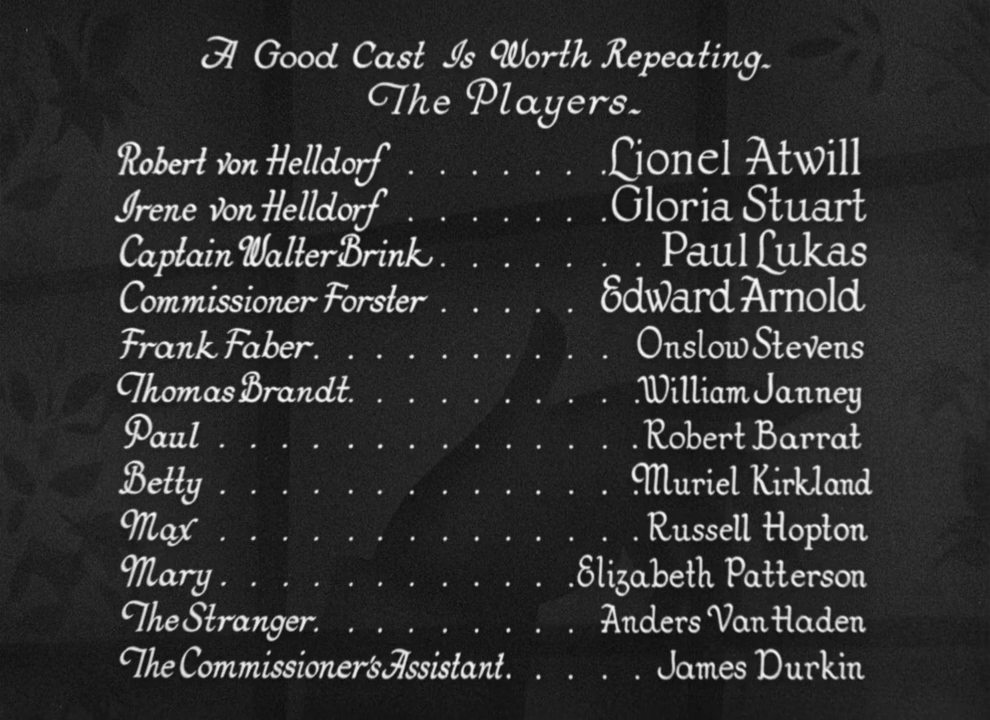 A Good Cast Is Worth Repeating~
The Players~
Robert von Helldorf . . . . . . . Lionel Atwill
Irene von Helldorf . . . . . . . Gloria Stuart
Captain Walter Brink . . . . . . . Paul Lukas
Commissioner Forster . . . . . Edward Arnold
Frank Faber . . . . . . . . . . Onslow Stevens
Thomas Brandt . . . . . . . . . . William Janney
Paul . . . . . . . . . . . . . . Robert Barrat
Betty . . . . . . . . . . . . . . Muriel Kirkland
Max . . . . . . . . . . . . . . Russell Hopton
Mary . . . . . . . . . . . . Elizabeth Patterson
The Stranger . . . . . . . . . Anders Van Haden
The Commissioner's Assistant . . . . . James Durkin